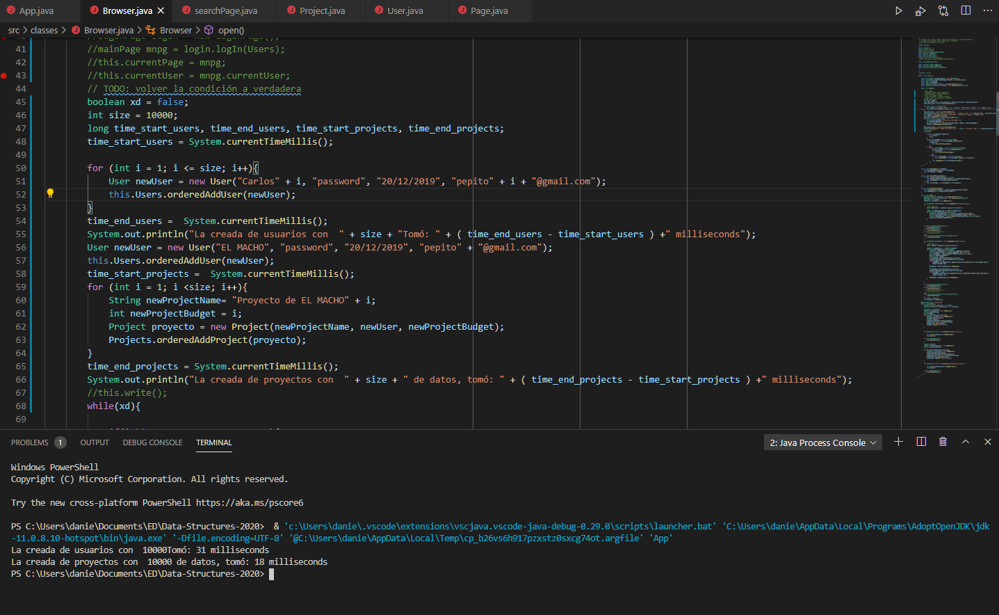 App.java Browser.java searchPage.java Project.java User.java Page.java
src > classes > Browser.java > Browser > open()
41 //mainPage mnpg = login.logIn(Users);
42 //this.currentPage = mnpg;
43 //this.currentUser = mnpg.currentUser;
44 // TODO: volver la condición a verdadera
45 boolean xd = false;
46 int size = 10000;
47 long time_start_users, time_end_users, time_start_projects, time_end_projects;
48 time_start_users = System.currentTimeMillis();
49
50 for (int i = 1; i <= size; i++){
51 User newUser = new User("Carlos" + i, "password", "20/12/2019", "pepito" + i + "@gmail.com");
52 this.Users.orderedAddUser(newUser);
53 }
54 time_end_users =  System.currentTimeMillis();
55 System.out.println("La creada de usuarios con  " + size + "Tomó: " + ( time_end_users - time_start_users ) +" milliseconds");
56 User newUser = new User("EL MACHO", "password", "20/12/2019", "pepito" + "@gmail.com");
57 this.Users.orderedAddUser(newUser);
58 time_start_projects =  System.currentTimeMillis();
59 for (int i = 1; i <size; i++){
60 String newProjectName= "Proyecto de EL MACHO" + i;
61 int newProjectBudget = i;
62 Project proyecto = new Project(newProjectName, newUser, newProjectBudget);
63 Projects.orderedAddProject(proyecto);
64 }
65 time_end_projects = System.currentTimeMillis();
66 System.out.println("La creada de proyectos con  " + size + " de datos, tomó: " + ( time_end_projects - time_start_projects ) +" milliseconds");
67 //this.write();
68 while(xd){
69
PROBLEMS 1 OUTPUT DEBUG CONSOLE TERMINAL 2: Java Process Console
Windows PowerShell
Copyright (C) Microsoft Corporation. All rights reserved.
Try the new cross-platform PowerShell https://aka.ms/pscore6
PS C:\Users\danie\Documents\ED\Data-Structures-2020>  & 'c:\Users\danie\.vscode\extensions\vscjava.vscode-java-debug-0.29.0\scripts\launcher.bat' 'C:\Users\danie\AppData\Local\Programs\AdoptOpenJDK\jdk
-11.0.8.10-hotspot\bin\java.exe' '-Dfile.encoding=UTF-8' '@C:\Users\danie\AppData\Local\Temp\cp_b26vs6h917pzxstz0sxcg74ot.argfile' 'App'
La creada de usuarios con  10000Tomó: 31 milliseconds
La creada de proyectos con  10000 de datos, tomó: 18 milliseconds
PS C:\Users\danie\Documents\ED\Data-Structures-2020>